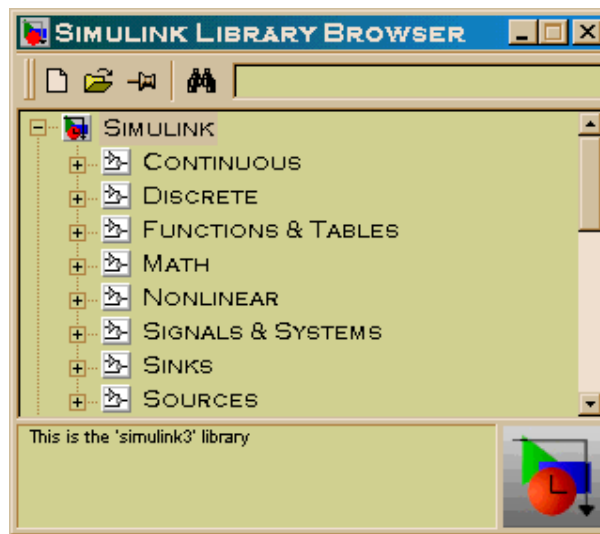 Simulink Library Browser
Simulink
Continuous
Discrete
Functions & Tables
Math
Nonlinear
Signals & Systems
Sinks
Sources
This is the 'simulink3' library